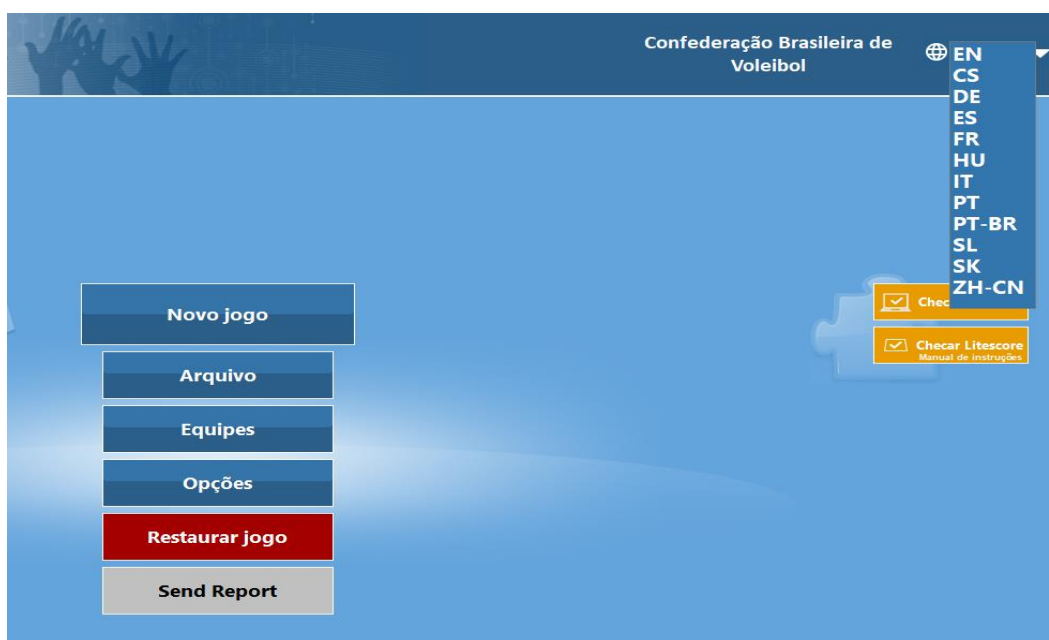 Confederação Brasileira de
Voleibol
EN
CS
DE
ES
FR
HU
IT
PT
PT-BR
SL
SK
ZH-CN
Novo jogo
Arquivo
Equipes
Opções
Restaurar jogo
Send Report
Checar Litescore
Manual de instruções